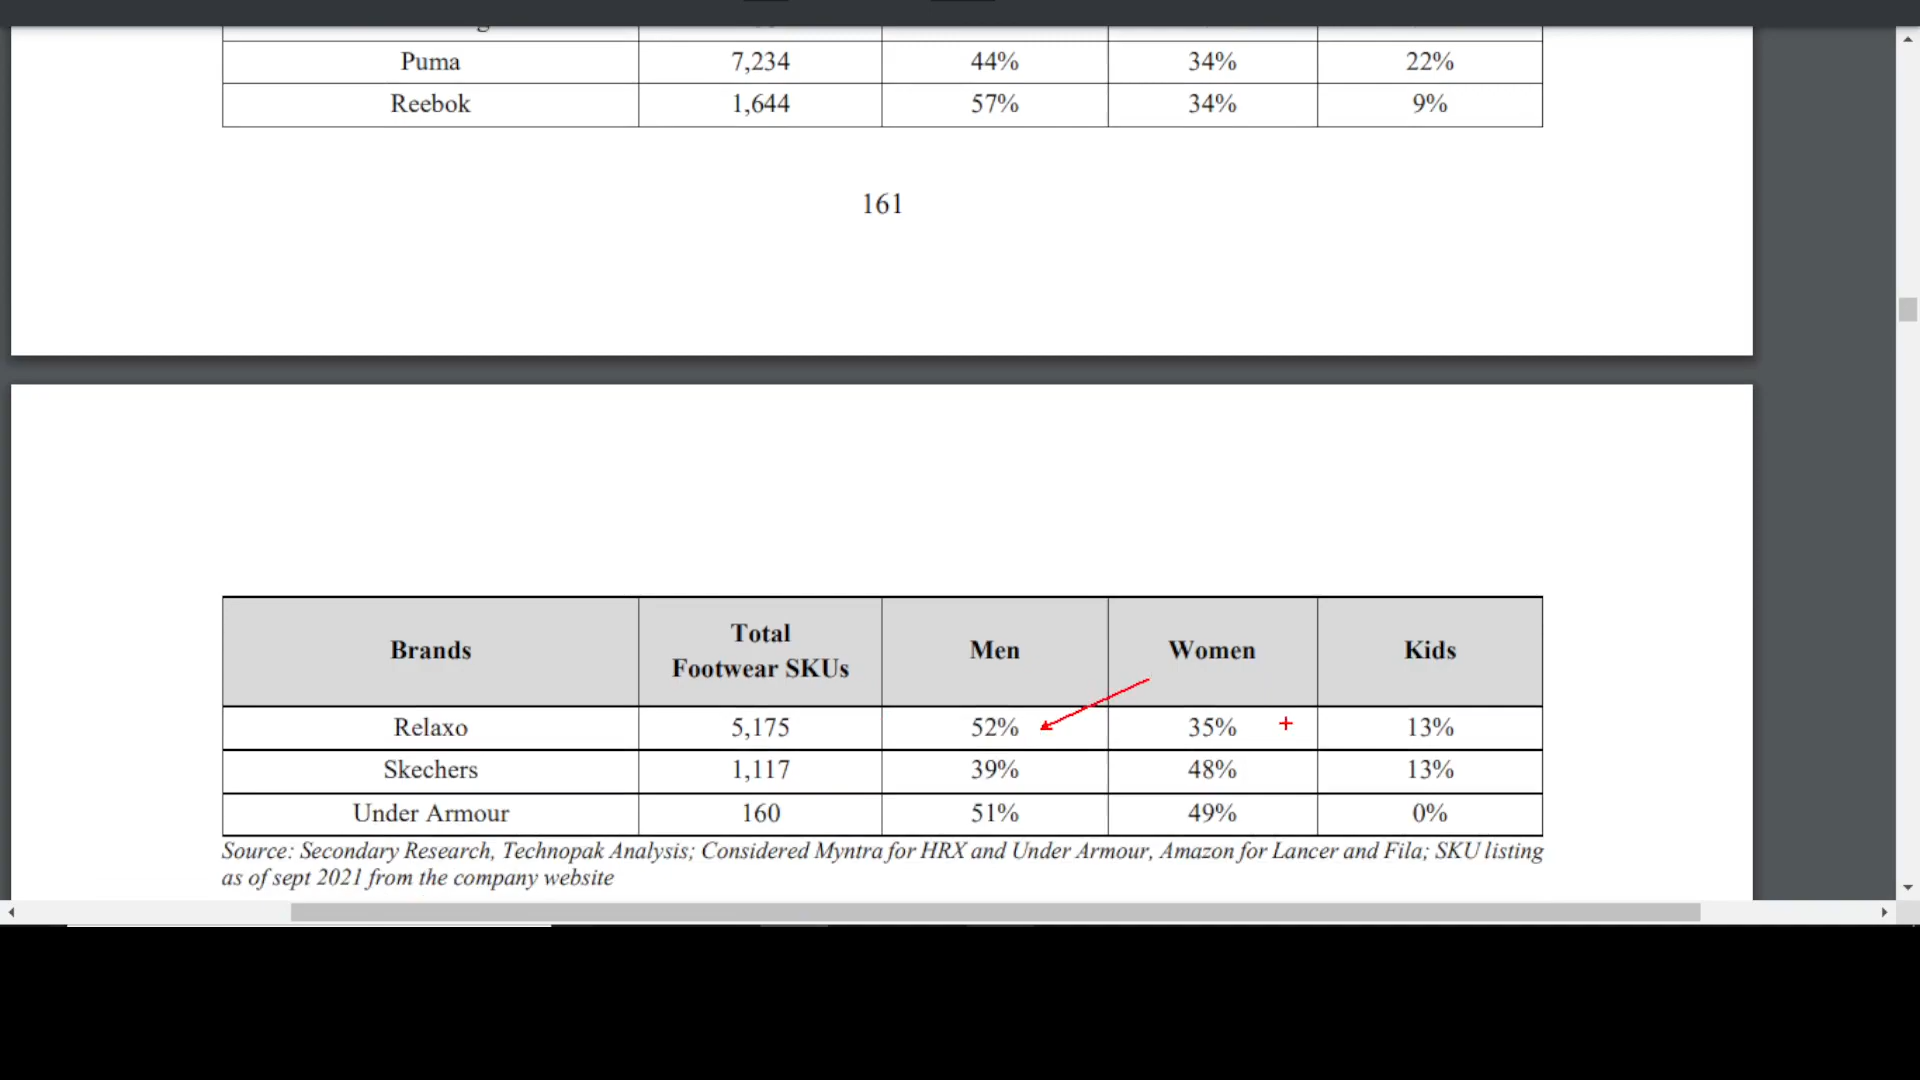 Puma 7,234 44% 34% 22%
Reebok 1,644 57% 34% 9%
161
Brands Total Footwear SKUs Men Women Kids
Relaxo 5,175 52% 35% 13%
Skechers 1,117 39% 48% 13%
Under Armour 160 51% 49% 0%
Source: Secondary Research, Technopak Analysis; Considered Myntra for HRX and Under Armour, Amazon for Lancer and Fila; SKU listing
as of sept 2021 from the company website